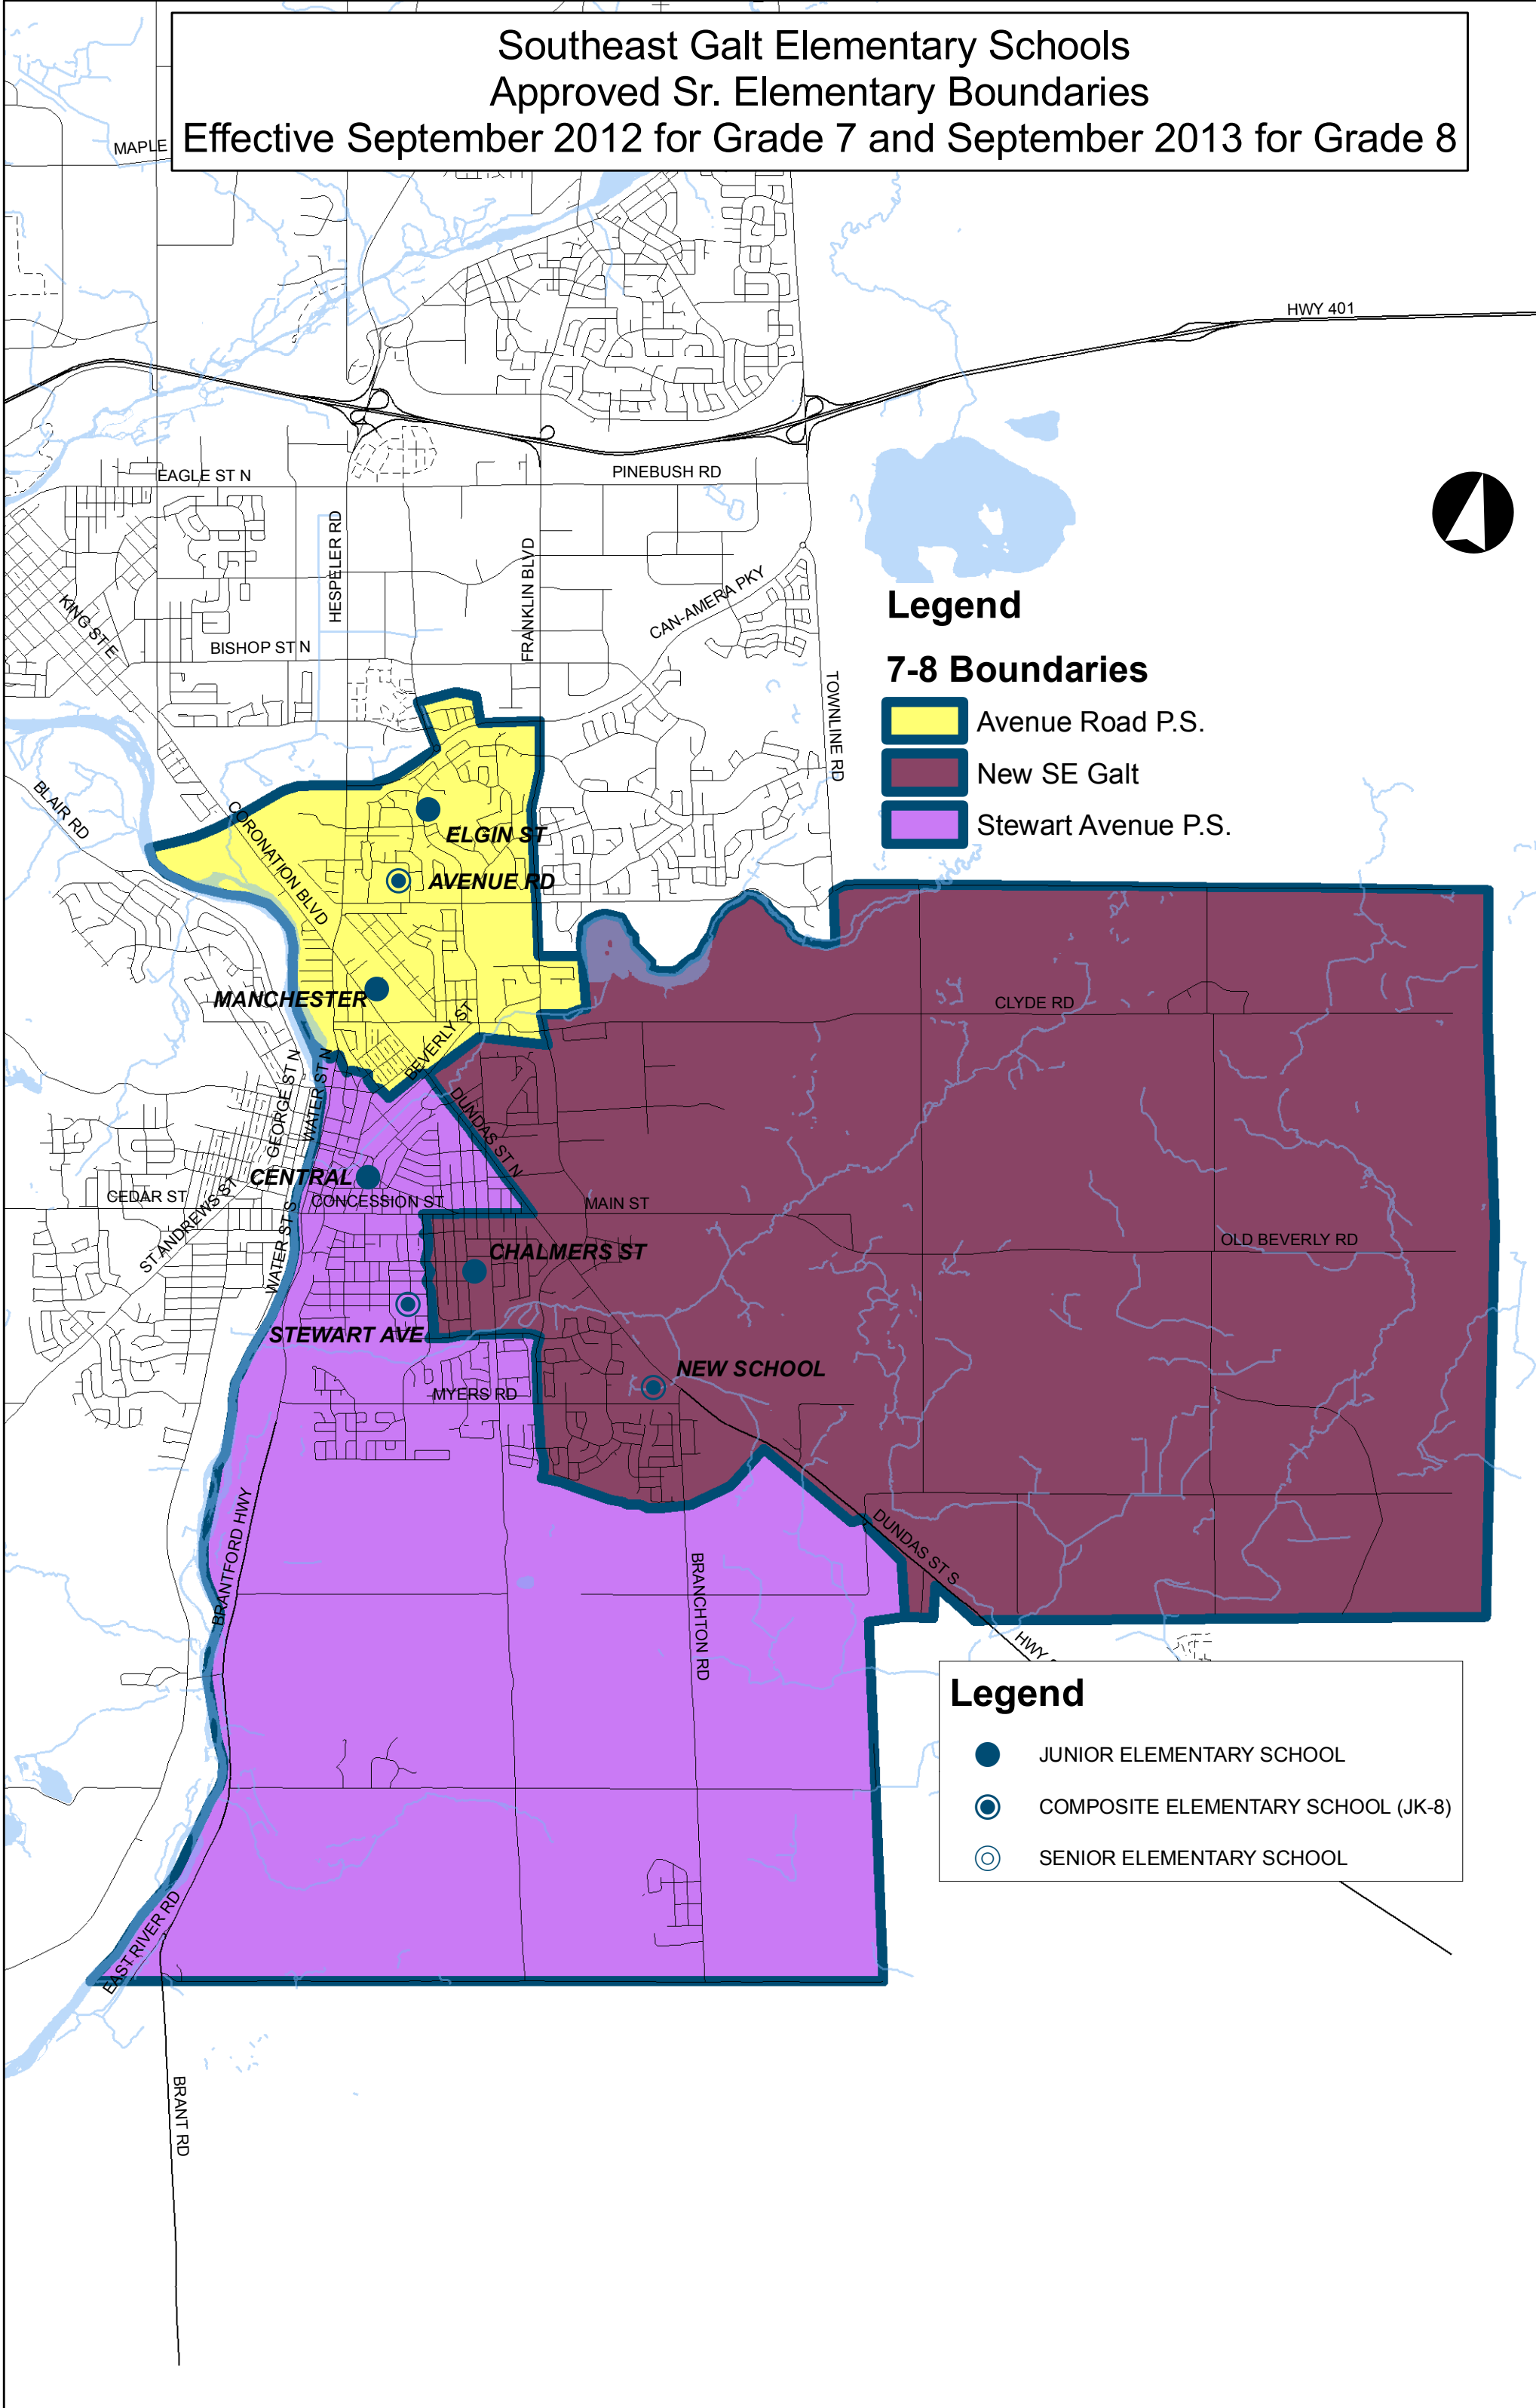 Southeast Galt Elementary Schools
Approved Sr. Elementary Boundaries
Effective September 2012 for Grade 7 and September 2013 for Grade 8
MAPLE
HWY 401
EAGLE ST N
PINEBUSH RD
HESPELER RD
FRANKLIN BLVD
KING ST E
CAN-AMERA PKY
BISHOP ST N
TOWNLINE RD
Legend
7-8 Boundaries
Avenue Road P.S.
New SE Galt
Stewart Avenue P.S.
BLAIR RD
CORONATION BLVD
ELGIN ST
AVENUE RD
MANCHESTER
CLYDE RD
BEVERLY ST
GEORGE ST N
WATER ST N
DUNDAS ST N
CENTRAL
CEDAR ST
CONCESSION ST
MAIN ST
ST ANDREWS ST
WATER ST S
OLD BEVERLY RD
CHALMERS ST
STEWART AVE
NEW SCHOOL
MYERS RD
BRANTFORD HWY
DUNDAS ST S
BRANCHTON RD
HWY
Legend
JUNIOR ELEMENTARY SCHOOL
COMPOSITE ELEMENTARY SCHOOL (JK-8)
SENIOR ELEMENTARY SCHOOL
EAST RIVER RD
BRANT RD